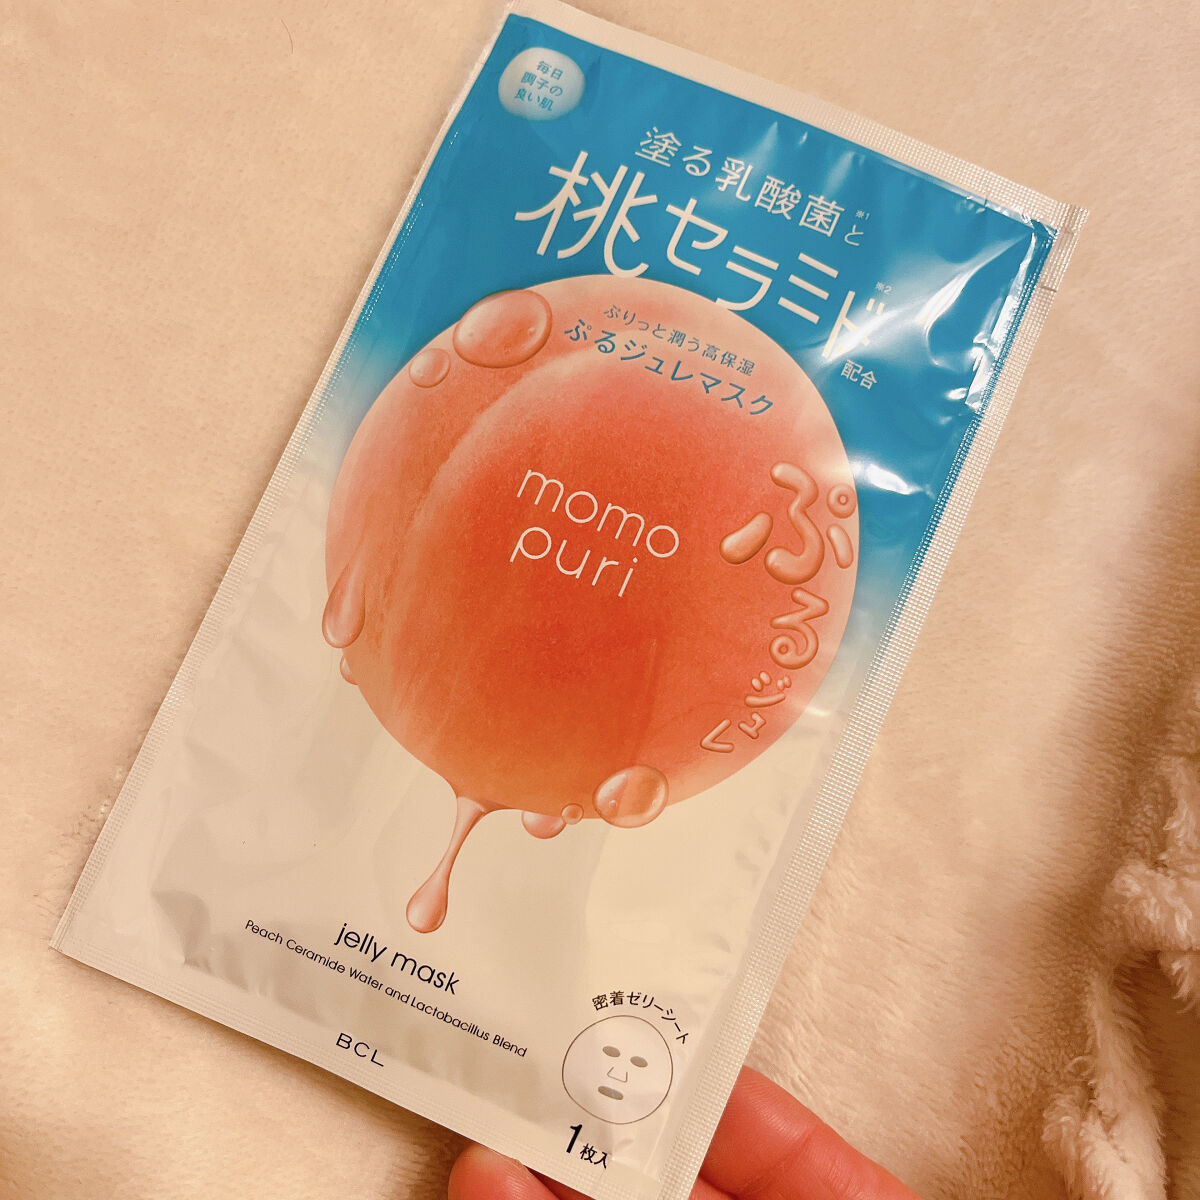 毎日
調子の
良い肌
塗る乳酸菌※1と
桃セラミド※2
配合
ぷりっと潤う高保湿
ぷるジュレマスク
momo
puri
ぷるジュレ
jelly mask
Peach Ceramide Water and Lactobacillus Blend
BCL
密着ゼリーシート
1枚入